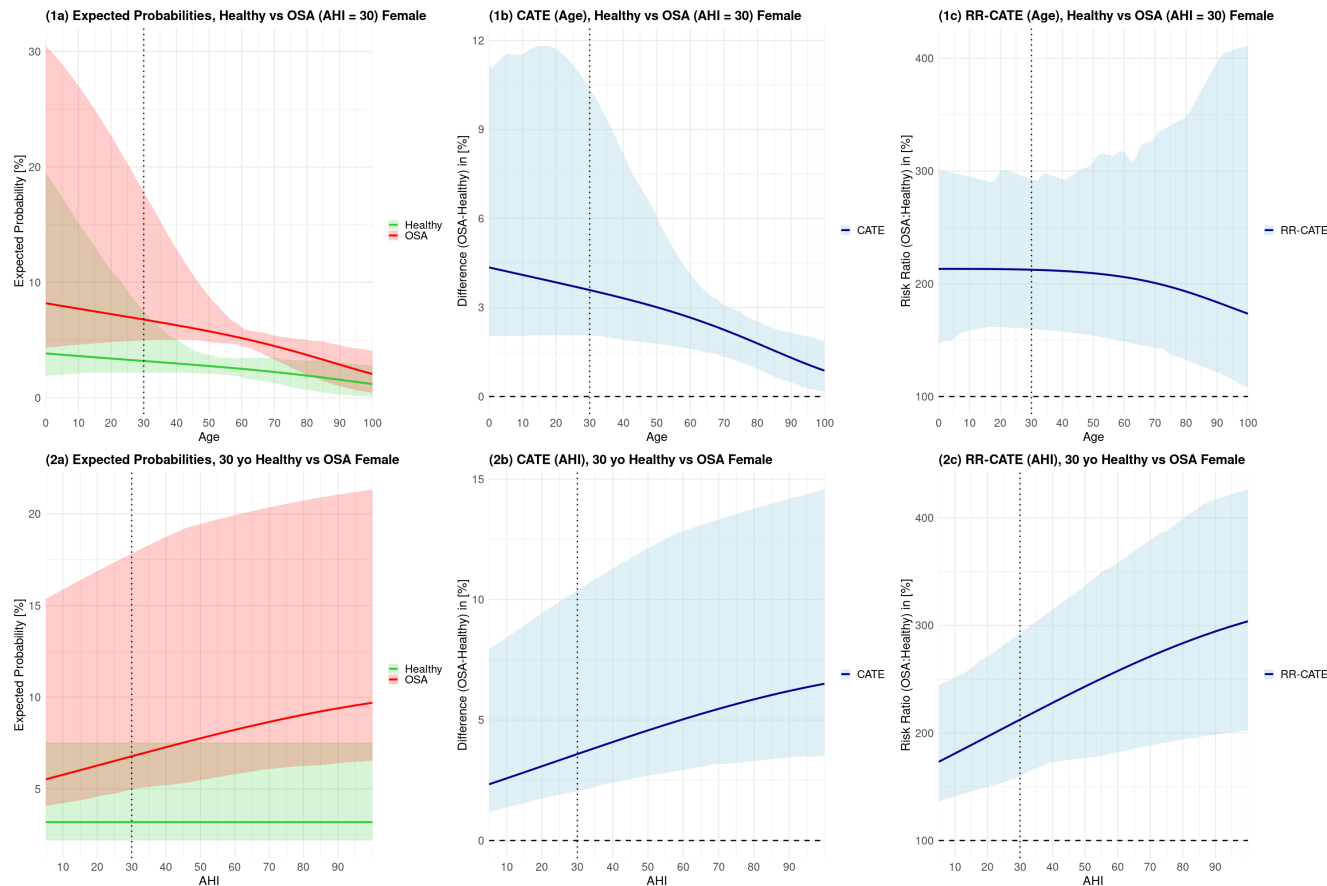 (1a) Expected Probabilities, Healthy vs OSA (AHI = 30) Female
Expected Probability [%]
30
20
10
0
0 10 20 30 40 50 60 70 80 90 100
Age
Healthy
OSA
(1b) CATE (Age), Healthy vs OSA (AHI = 30) Female
Difference (OSA-Healthy) in [%]
12
9
6
3
0
0 10 20 30 40 50 60 70 80 90 100
Age
CATE
(1c) RR-CATE (Age), Healthy vs OSA (AHI = 30) Female
Risk Ratio (OSA:Healthy) in [%]
400
300
200
100
0 10 20 30 40 50 60 70 80 90 100
Age
RR-CATE
(2a) Expected Probabilities, 30 yo Healthy vs OSA Female
Expected Probability [%]
20
15
10
5
10 20 30 40 50 60 70 80 90
AHI
Healthy
OSA
(2b) CATE (AHI), 30 yo Healthy vs OSA Female
Difference (OSA-Healthy) in [%]
15
10
5
0
10 20 30 40 50 60 70 80 90
AHI
CATE
(2c) RR-CATE (AHI), 30 yo Healthy vs OSA Female
Risk Ratio (OSA:Healthy) in [%]
400
300
200
100
10 20 30 40 50 60 70 80 90
AHI
RR-CATE